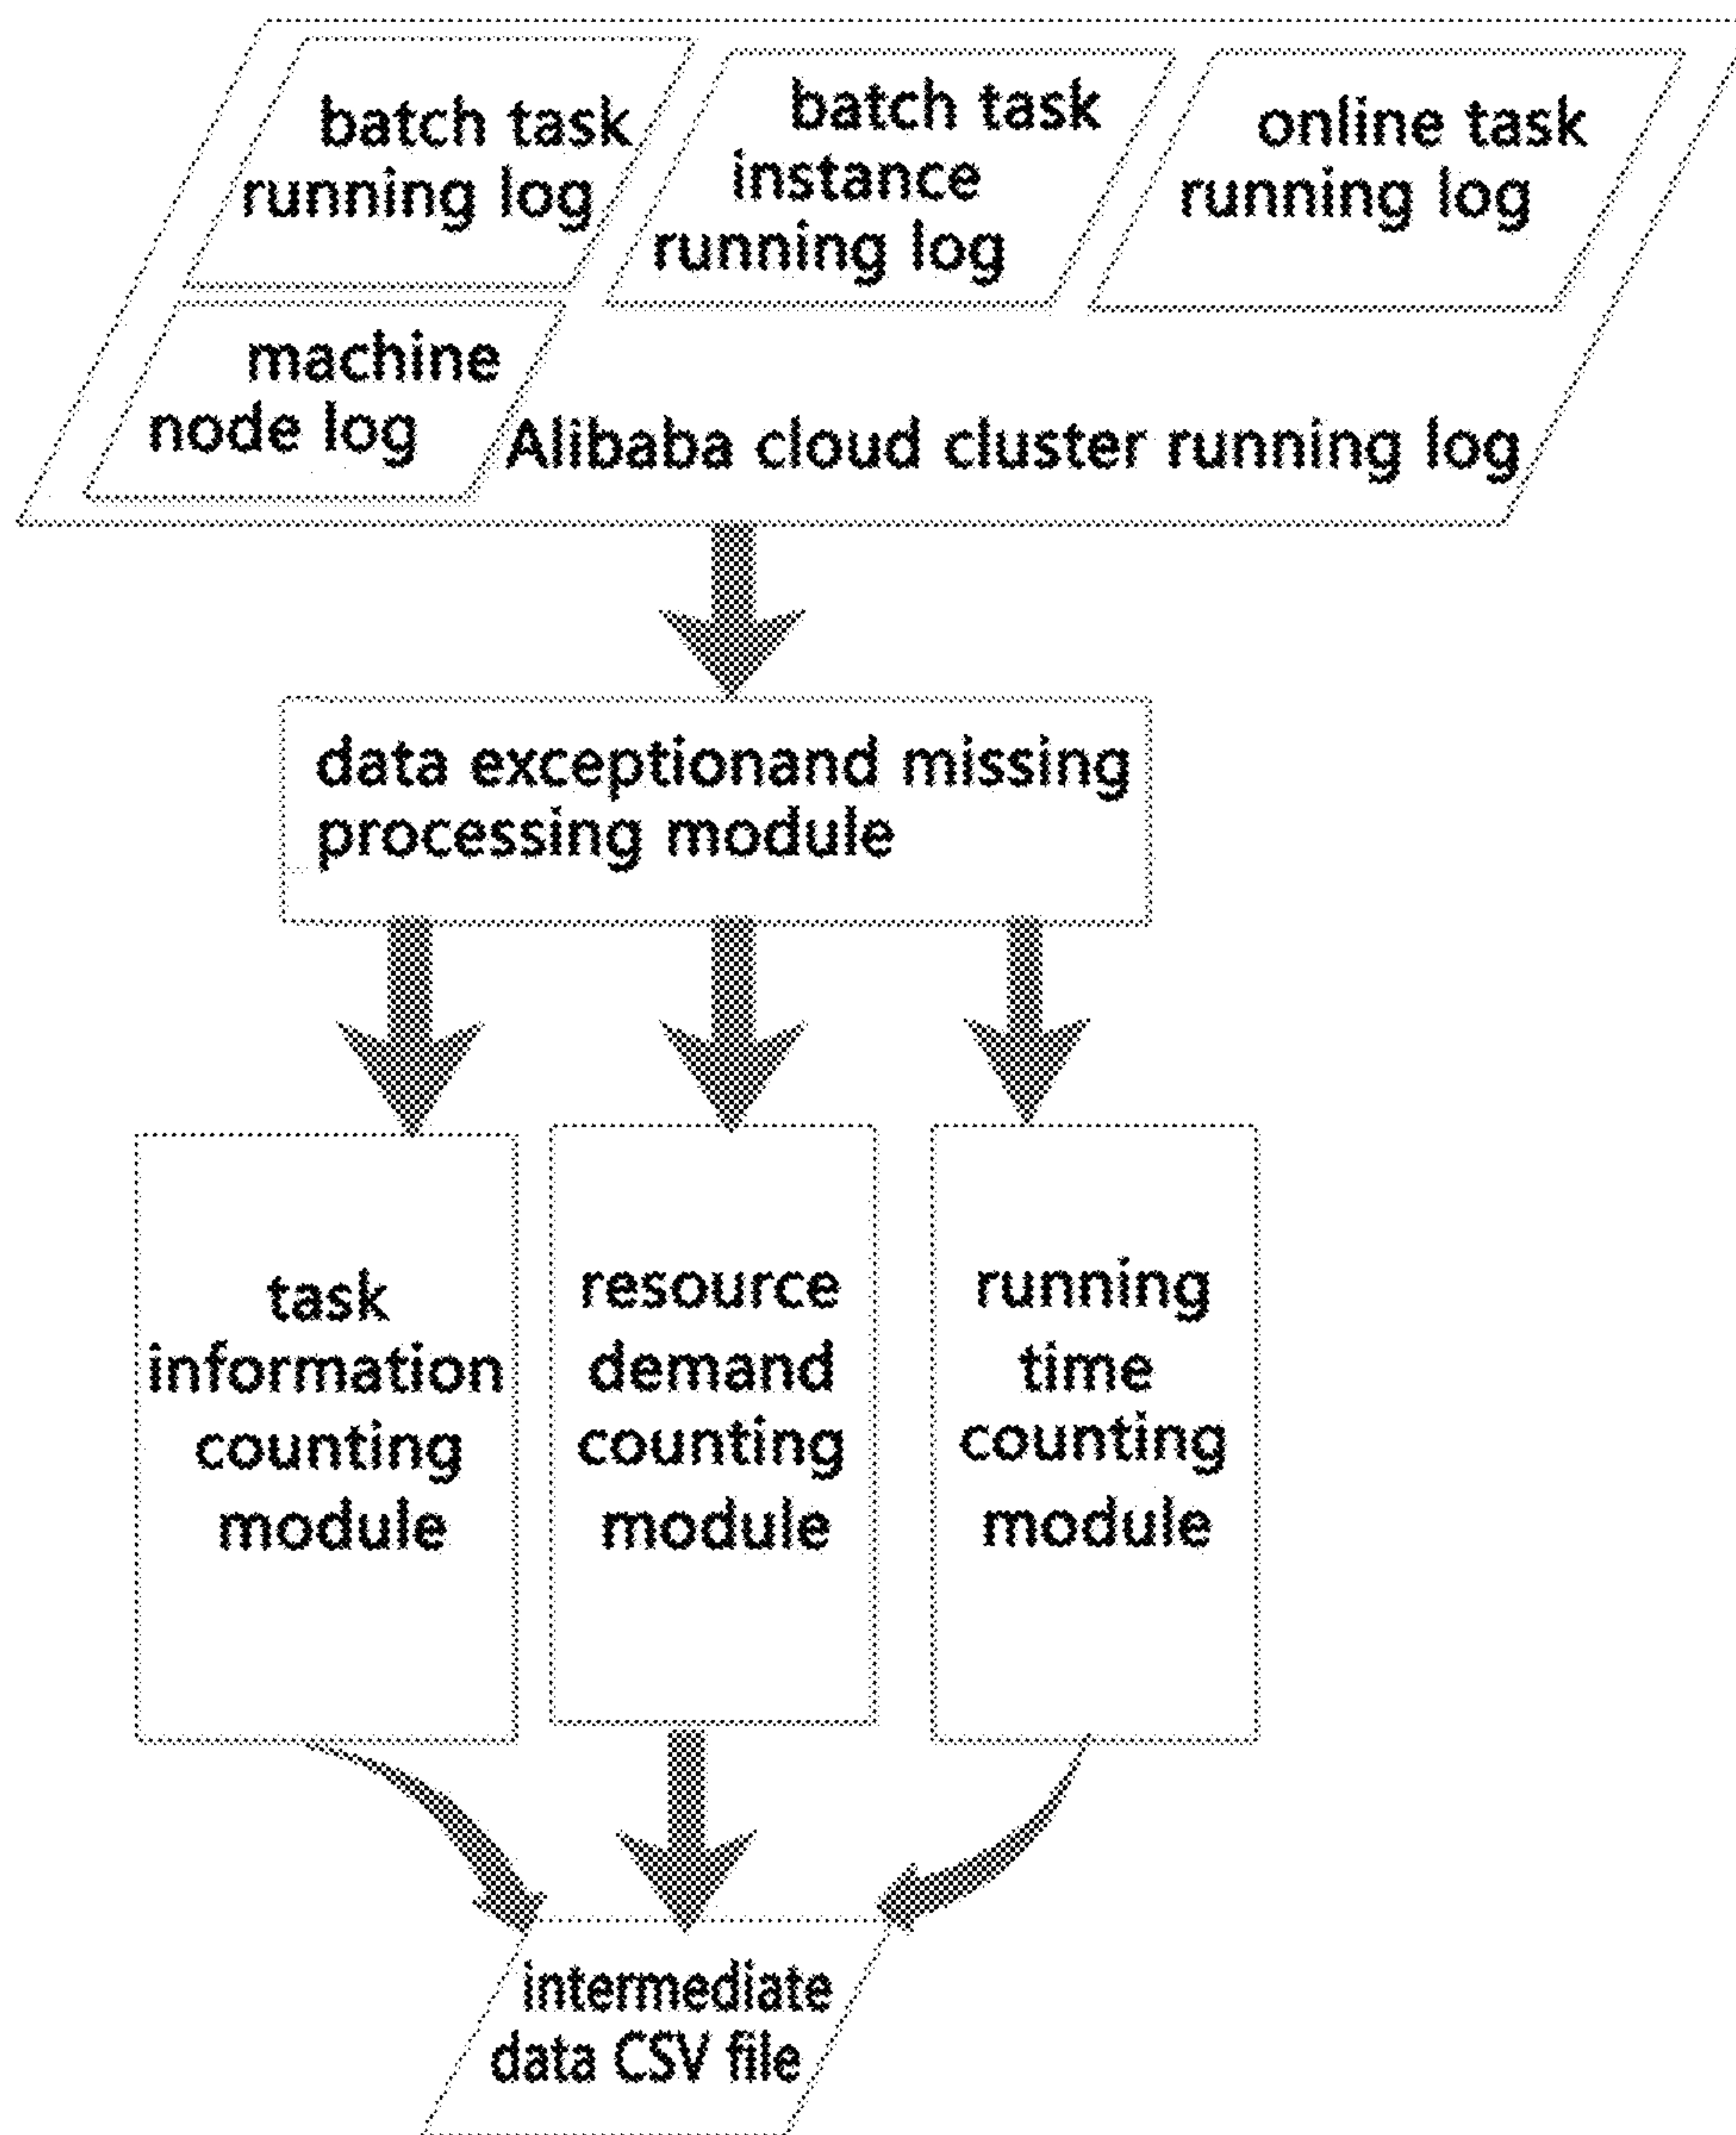 batch task
running log
batch task
instance
running log
online task
running log
machine
node log
Alibaba cloud cluster running log
data exceptionand missing
processing module
task
information
counting
module
resource
demand
counting
module
running
time
counting
module
intermediate
data CSV file